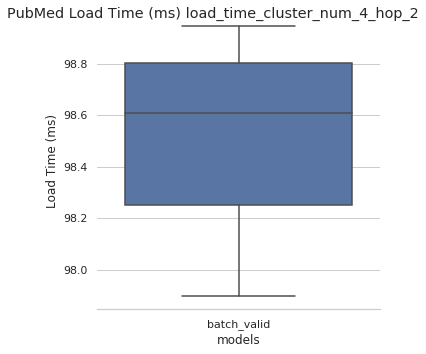 PubMed Load Time (ms) load_time_cluster_num_4_hop_2
98.8
98.6
98.4
98.2
98.0
Load Time (ms)
batch_valid
models